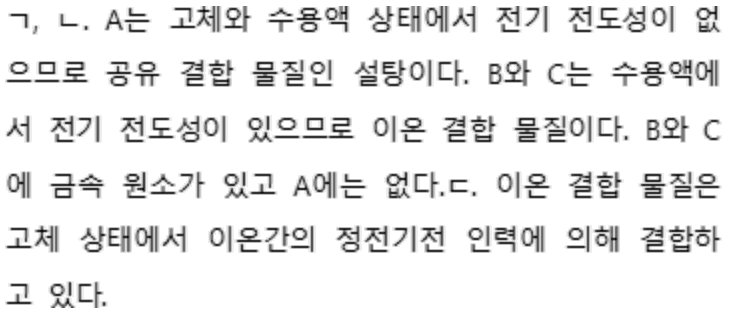 ㄱ, ㄴ. A는 고체와 수용액 상태에서 전기 전도성이 없
으므로 공유 결합 물질인 설탕이다. B와 C는 수용액에
서 전기 전도성이 있으므로 이온 결합 물질이다. B와 C
에 금속 원소가 있고 A에는 없다.ㄷ. 이온 결합 물질은
고체 상태에서 이온간의 정전기전 인력에 의해 결합하
고 있다.